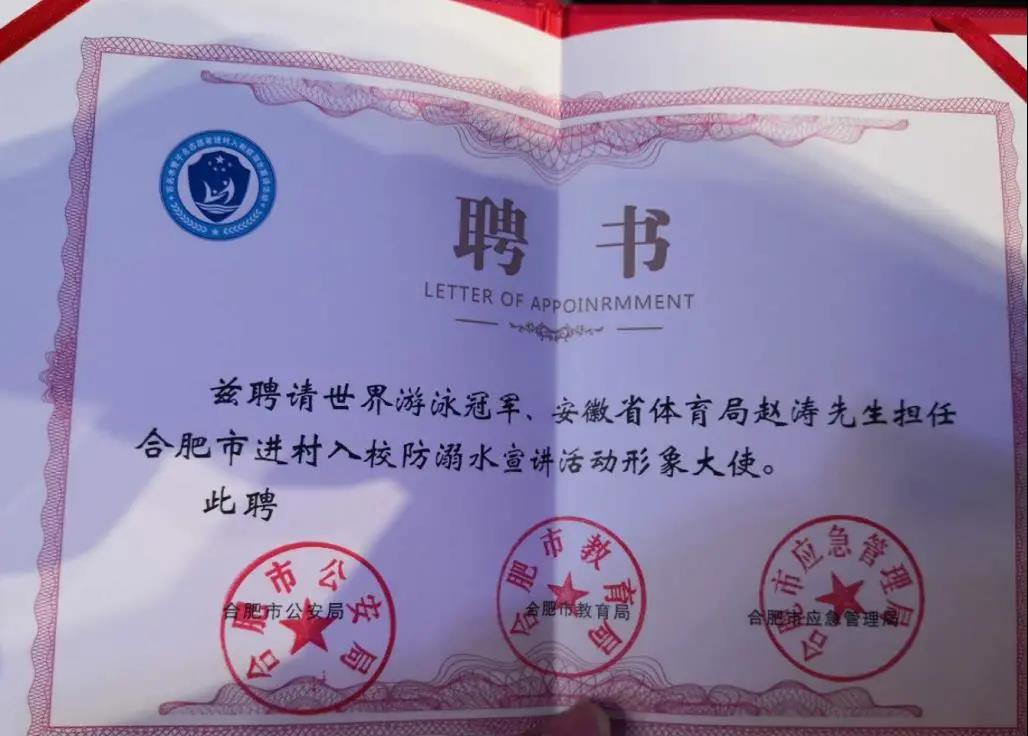 聘 书
LETTER OF APPOINRMMENT
兹聘请世界游泳冠军、安徽省体育局赵涛先生担任
合肥市进村入校防溺水宣讲活动形象大使。
此聘
合肥市公安局
合肥市公安局
合肥市教育局
合肥市教育局
合肥市应急管理局
合肥市应急管理局